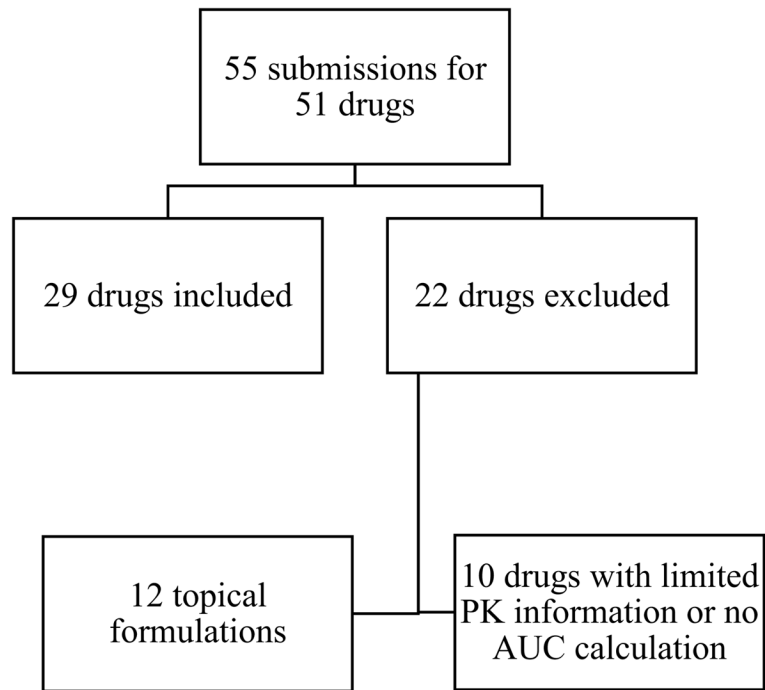 55 submissions for
51 drugs
29 drugs included
22 drugs excluded
12 topical
formulations
10 drugs with limited
PK information or no
AUC calculation